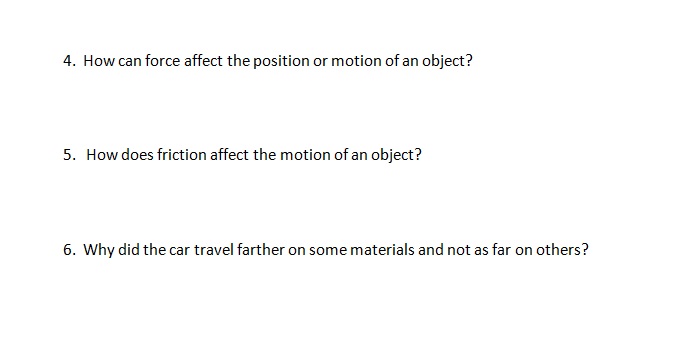 4. How can force affect the position or motion of an object?
5. How does friction affect the motion of an object?
6. Why did the car travel farther on some materials and not as far on others?